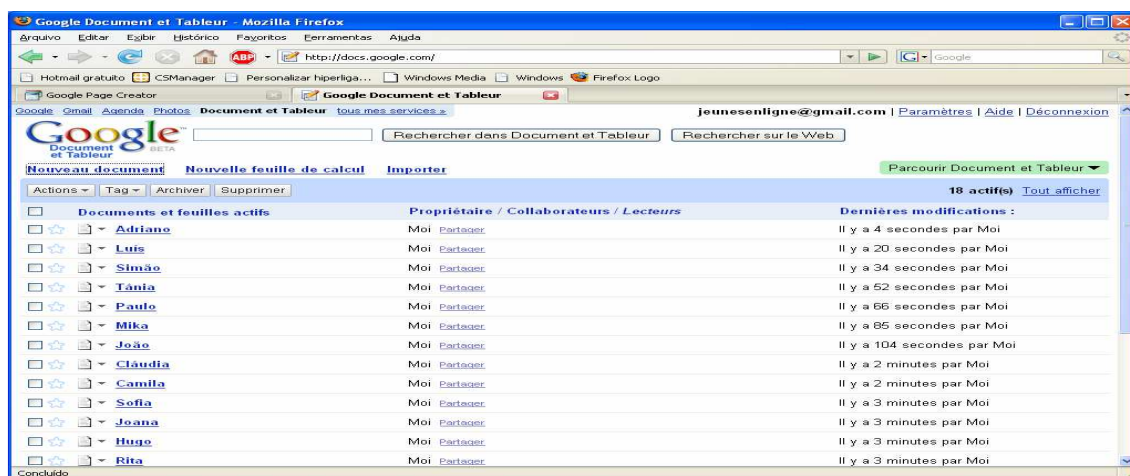 Google Document et Tableur - Mozilla Firefox
Arquivo Editar Exibir Histórico Favoritos Ferramentas Ajuda
ABP http://docs.google.com/ G Google
Hotmail gratuito CSManager Personalizar hiperliga... Windows Media Windows Firefox Logo
Google Page Creator Google Document et Tableur
Google Gmail Agenda Photos Document et Tableur tous mes services » jeunesenligne@gmail.com | Paramètres | Aide | Déconnexion
Google Rechercher dans Document et Tableur Rechercher sur le Web
Document BETA
et Tableur
Nouveau document Nouvelle feuille de calcul Importer Parcourir Document et Tableur
Actions Tag Archiver Supprimer 18 actif(s) Tout afficher
Documents et feuilles actifs Propriétaire / Collaborateurs / Lecteurs Dernières modifications :
Adriano Moi Partager Il y a 4 secondes par Moi
Luís Moi Partager Il y a 20 secondes par Moi
Simão Moi Partager Il y a 34 secondes par Moi
Tânia Moi Partager Il y a 52 secondes par Moi
Paulo Moi Partager Il y a 66 secondes par Moi
Mika Moi Partager Il y a 85 secondes par Moi
João Moi Partager Il y a 104 secondes par Moi
Cláudia Moi Partager Il y a 2 minutes par Moi
Camila Moi Partager Il y a 2 minutes par Moi
Sofia Moi Partager Il y a 3 minutes par Moi
Joana Moi Partager Il y a 3 minutes par Moi
Hugo Moi Partager Il y a 3 minutes par Moi
Rita Moi Partager Il y a 3 minutes par Moi
Concluído